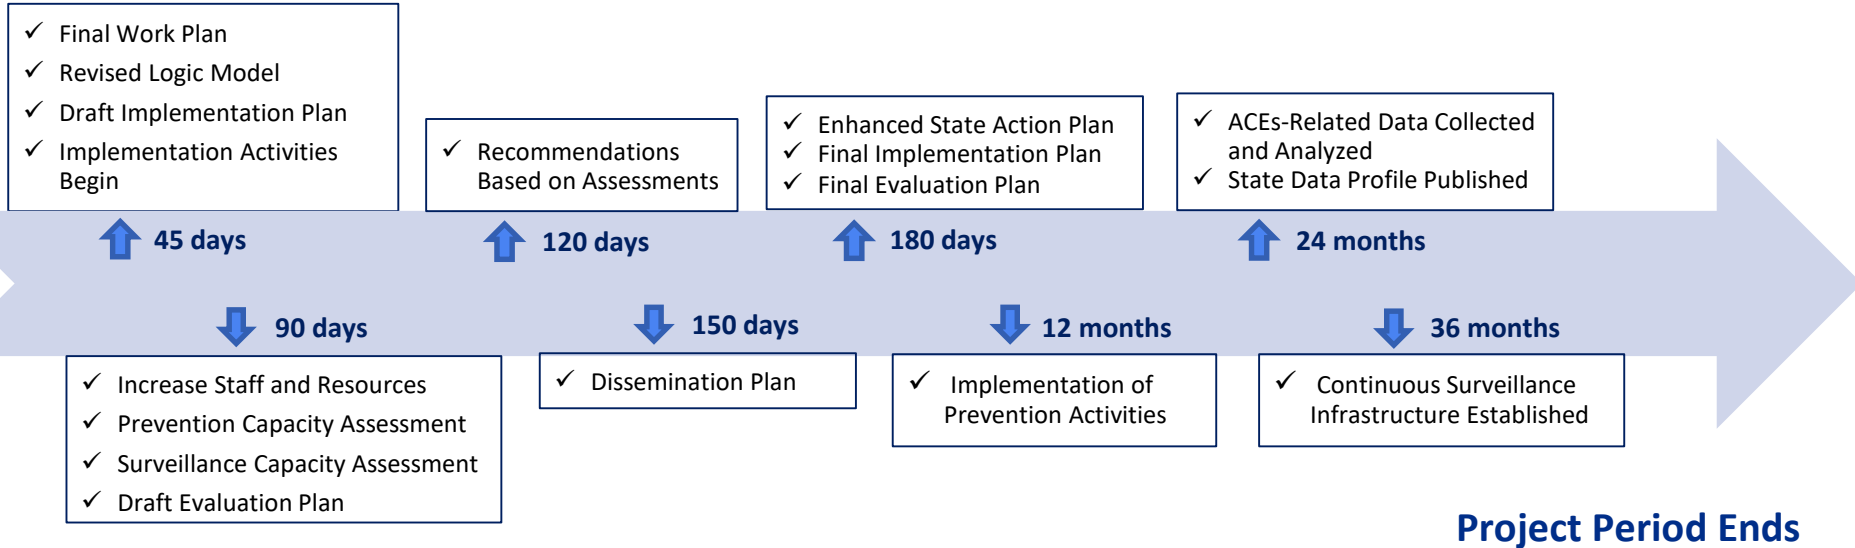 ✓ Final Work Plan
✓ Revised Logic Model
✓ Draft Implementation Plan
✓ Implementation Activities
Begin
45 days
✓ Increase Staff and Resources
✓ Prevention Capacity Assessment
✓ Surveillance Capacity Assessment
✓ Draft Evaluation Plan
90 days
✓ Recommendations
Based on Assessments
120 days
✓ Dissemination Plan
150 days
✓ Enhanced State Action Plan
✓ Final Implementation Plan
✓ Final Evaluation Plan
180 days
✓ Implementation of
Prevention Activities
12 months
✓ ACEs-Related Data Collected
and Analyzed
✓ State Data Profile Published
24 months
✓ Continuous Surveillance
Infrastructure Established
36 months
Project Period Ends